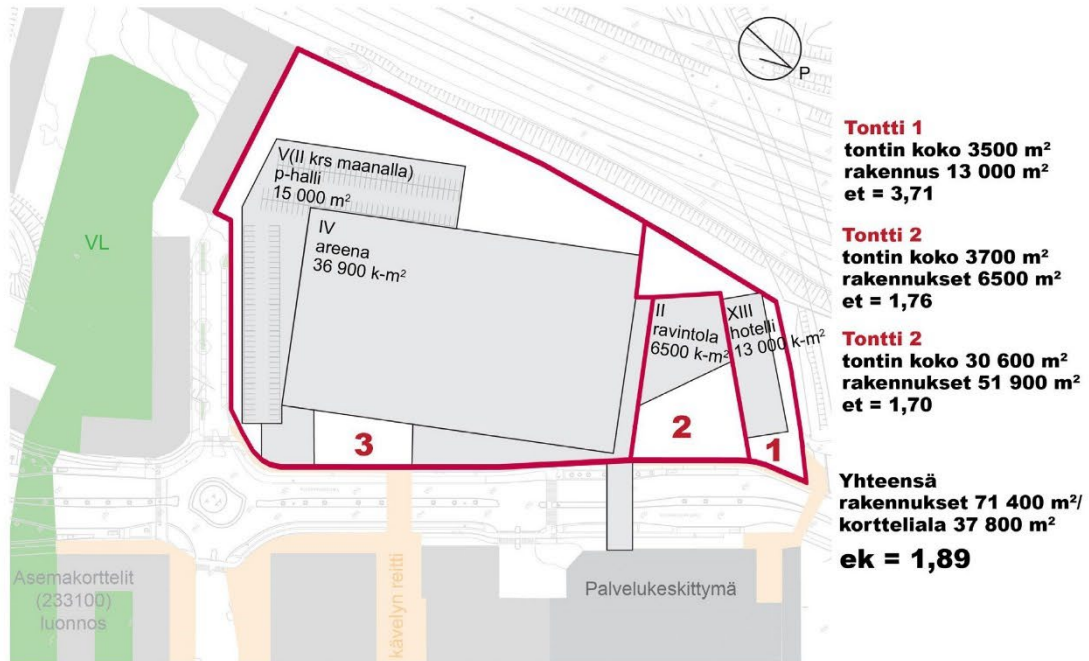 P
V(II krs maanalla)
p-halli
15 000 m²
IV
areena
36 900 k-m²
VL
II
ravintola
6500 k-m²
XIII
hotelli
13 000 k-m²
3
2
1
Asemakorttelit
(233100)
luonnos
kävelyn reitti
Palvelukeskittymä
Tontti 1
tontin koko 3500 m²
rakennus 13 000 m²
et = 3,71
Tontti 2
tontin koko 3700 m²
rakennukset 6500 m²
et = 1,76
Tontti 2
tontin koko 30 600 m²
rakennukset 51 900 m²
et = 1,70
Yhteensä
rakennukset 71 400 m²/
kortteliala 37 800 m²
ek = 1,89